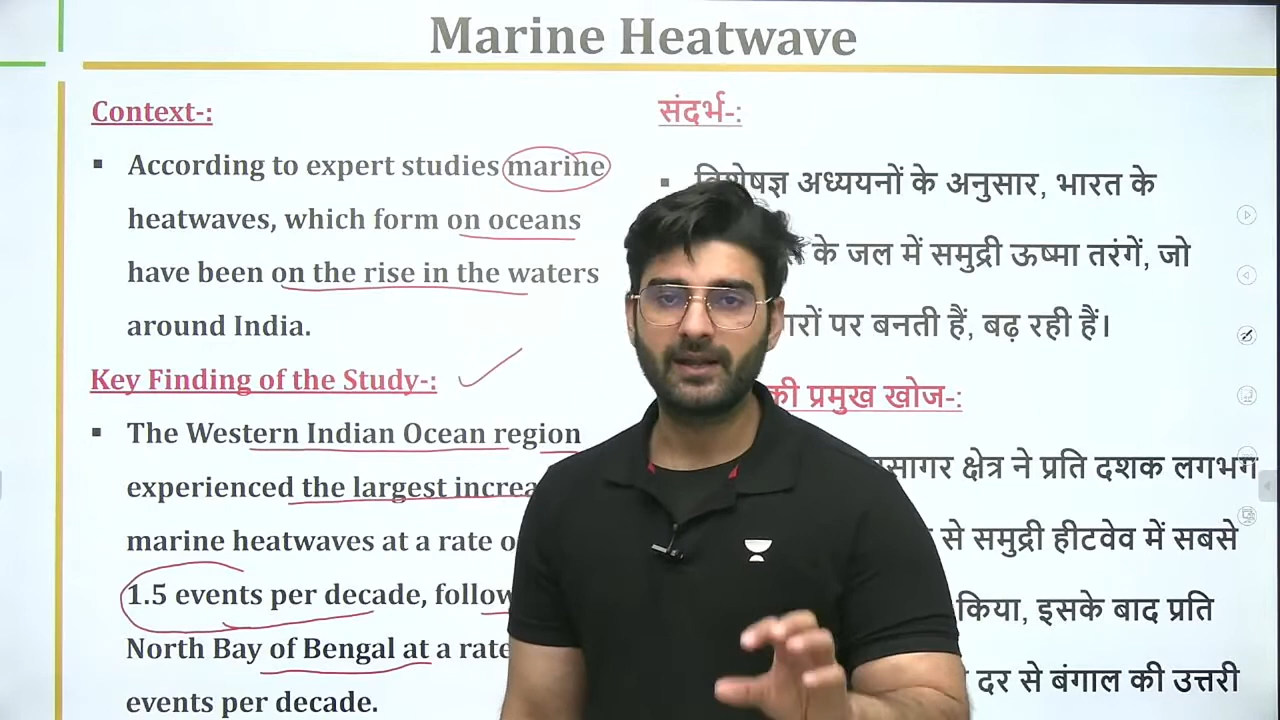 Marine Heatwave
Context-:
▪ According to expert studies marine
heatwaves, which form on oceans
have been on the rise in the waters
around India.
Key Finding of the Study-:
▪ The Western Indian Ocean region
experienced the largest
marine heatwaves at a rate
1.5 events per decade,
North Bay of Bengal at a rate
events per decade.
संदर्भ-:
▪ अध्ययनों के अनुसार, भारत के
के जल में समुद्री ऊष्मा तरंगें, जो
पर बनती हैं, बढ़ रही हैं।
की प्रमुख खोज-:
क्षेत्र ने प्रति दशक लगभग
से समुद्री हीटवेव में सबसे
किया, इसके बाद प्रति
दर से बंगाल की उत्तरी